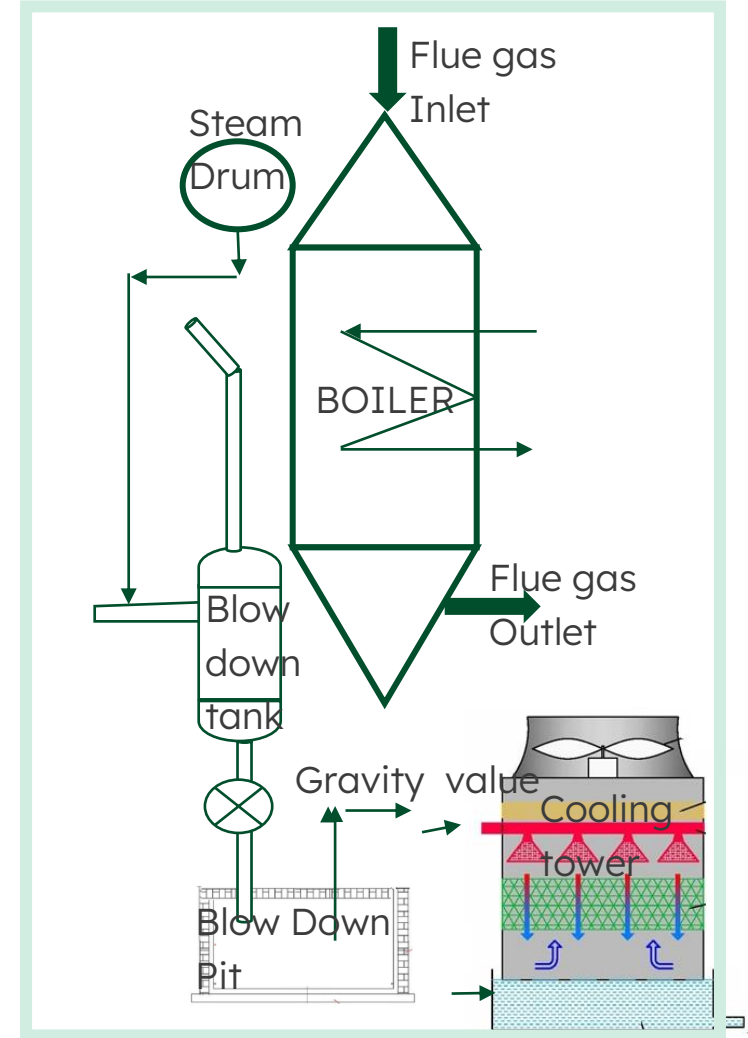 Flue gas
Inlet
Steam
Drum
BOILER
Flue gas
Outlet
Blow
down
tank
Gravity value
Cooling
tower
Blow Down
Pit